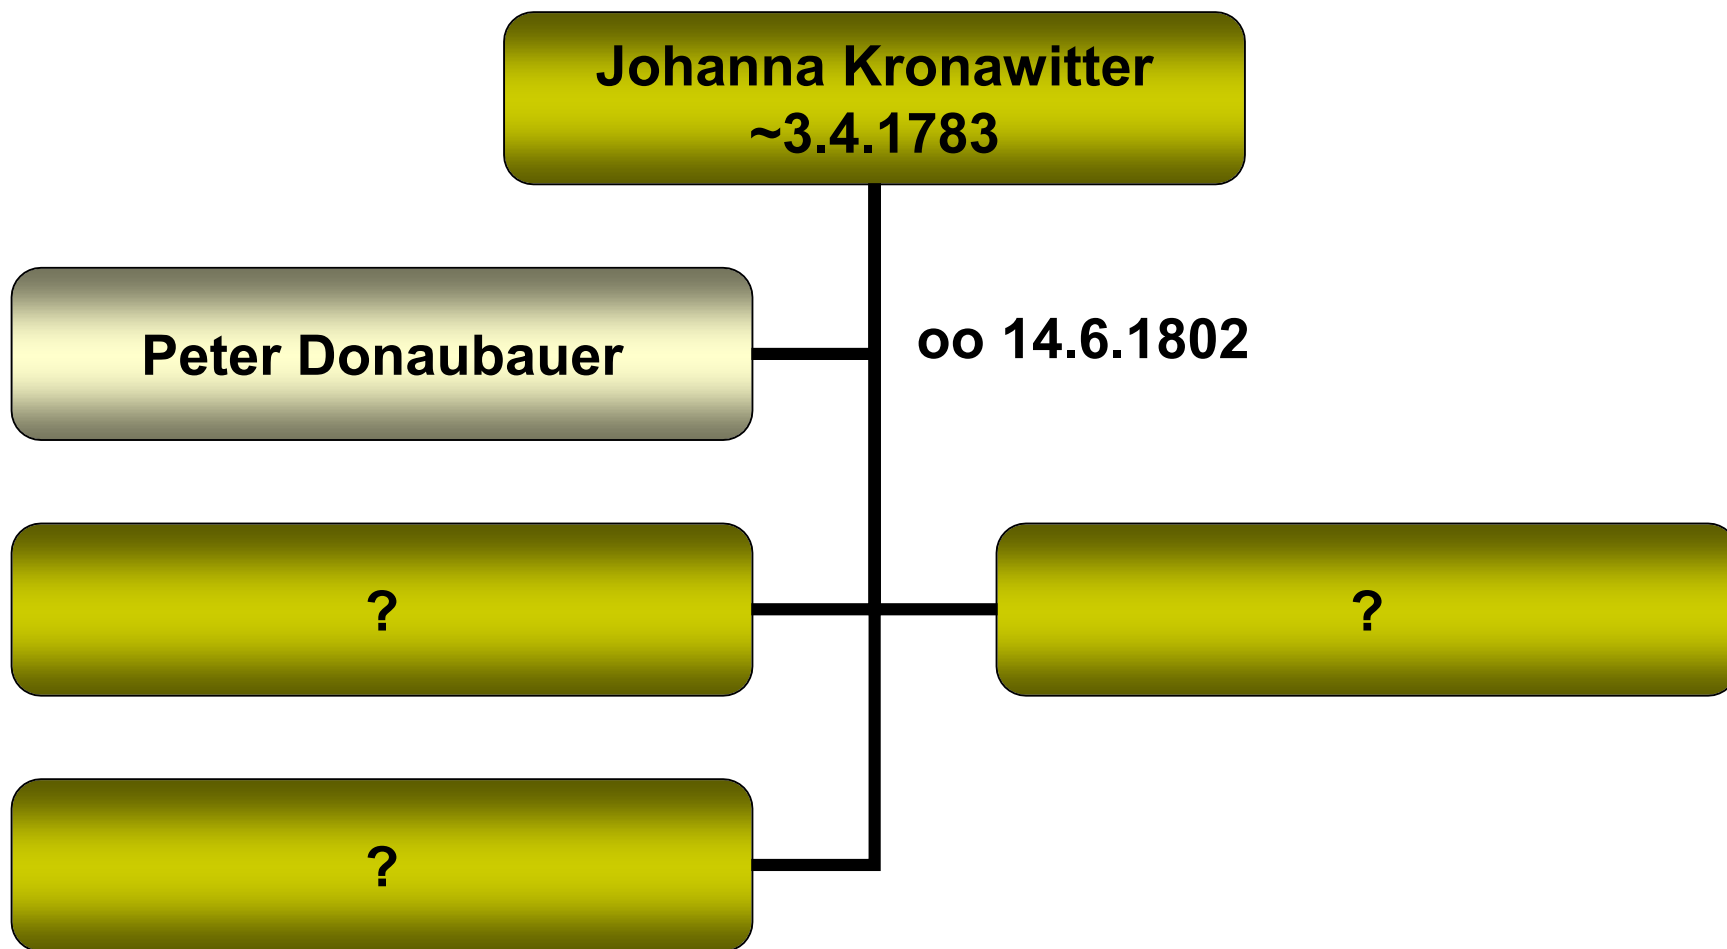 Johanna Kronawitter
~3.4.1783
Peter Donaubauer
oo 14.6.1802
?
?
?